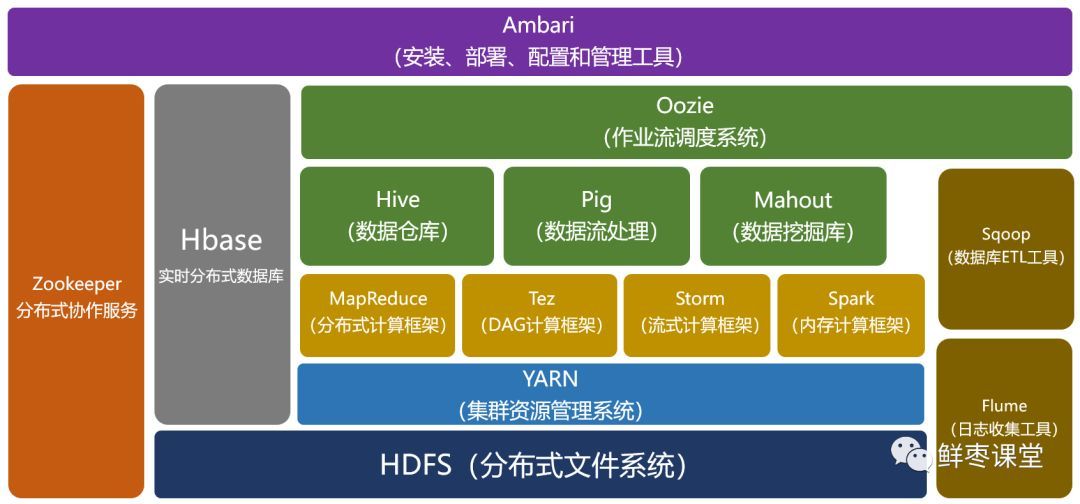 Ambari
（安装、部署、配置和管理工具）
Oozie
（作业流调度系统）
Hive
（数据仓库）
Pig
（数据流处理）
Mahout
（数据挖掘库）
Sqoop
（数据库ETL工具）
Hbase
实时分布式数据库
Zookeeper
分布式协作服务
MapReduce
（分布式计算框架）
Tez
（DAG计算框架）
Storm
（流式计算框架）
Spark
（内存计算框架）
YARN
（集群资源管理系统）
Flume
（日志收集工具）
HDFS（分布式文件系统）
鲜枣课堂